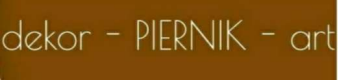 dekor - PIERNIK - art